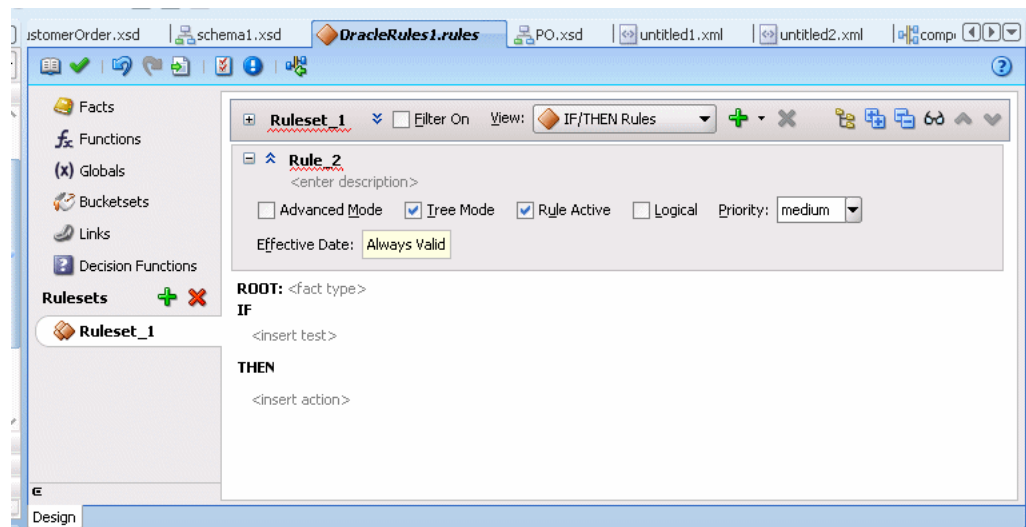 ustomerOrder.xsd schema1.xsd OracleRules1.rules PO.xsd untitled1.xml untitled2.xml comp
Facts
Functions
(x) Globals
Bucketsets
Links
Decision Functions
Rulesets
Ruleset_1
Ruleset_1 Filter On View: IF/THEN Rules
Rule_2
<enter description>
Advanced Mode Tree Mode Rule Active Logical Priority: medium
Effective Date: Always Valid
ROOT: <fact type>
IF
<insert test>
THEN
<insert action>
Design